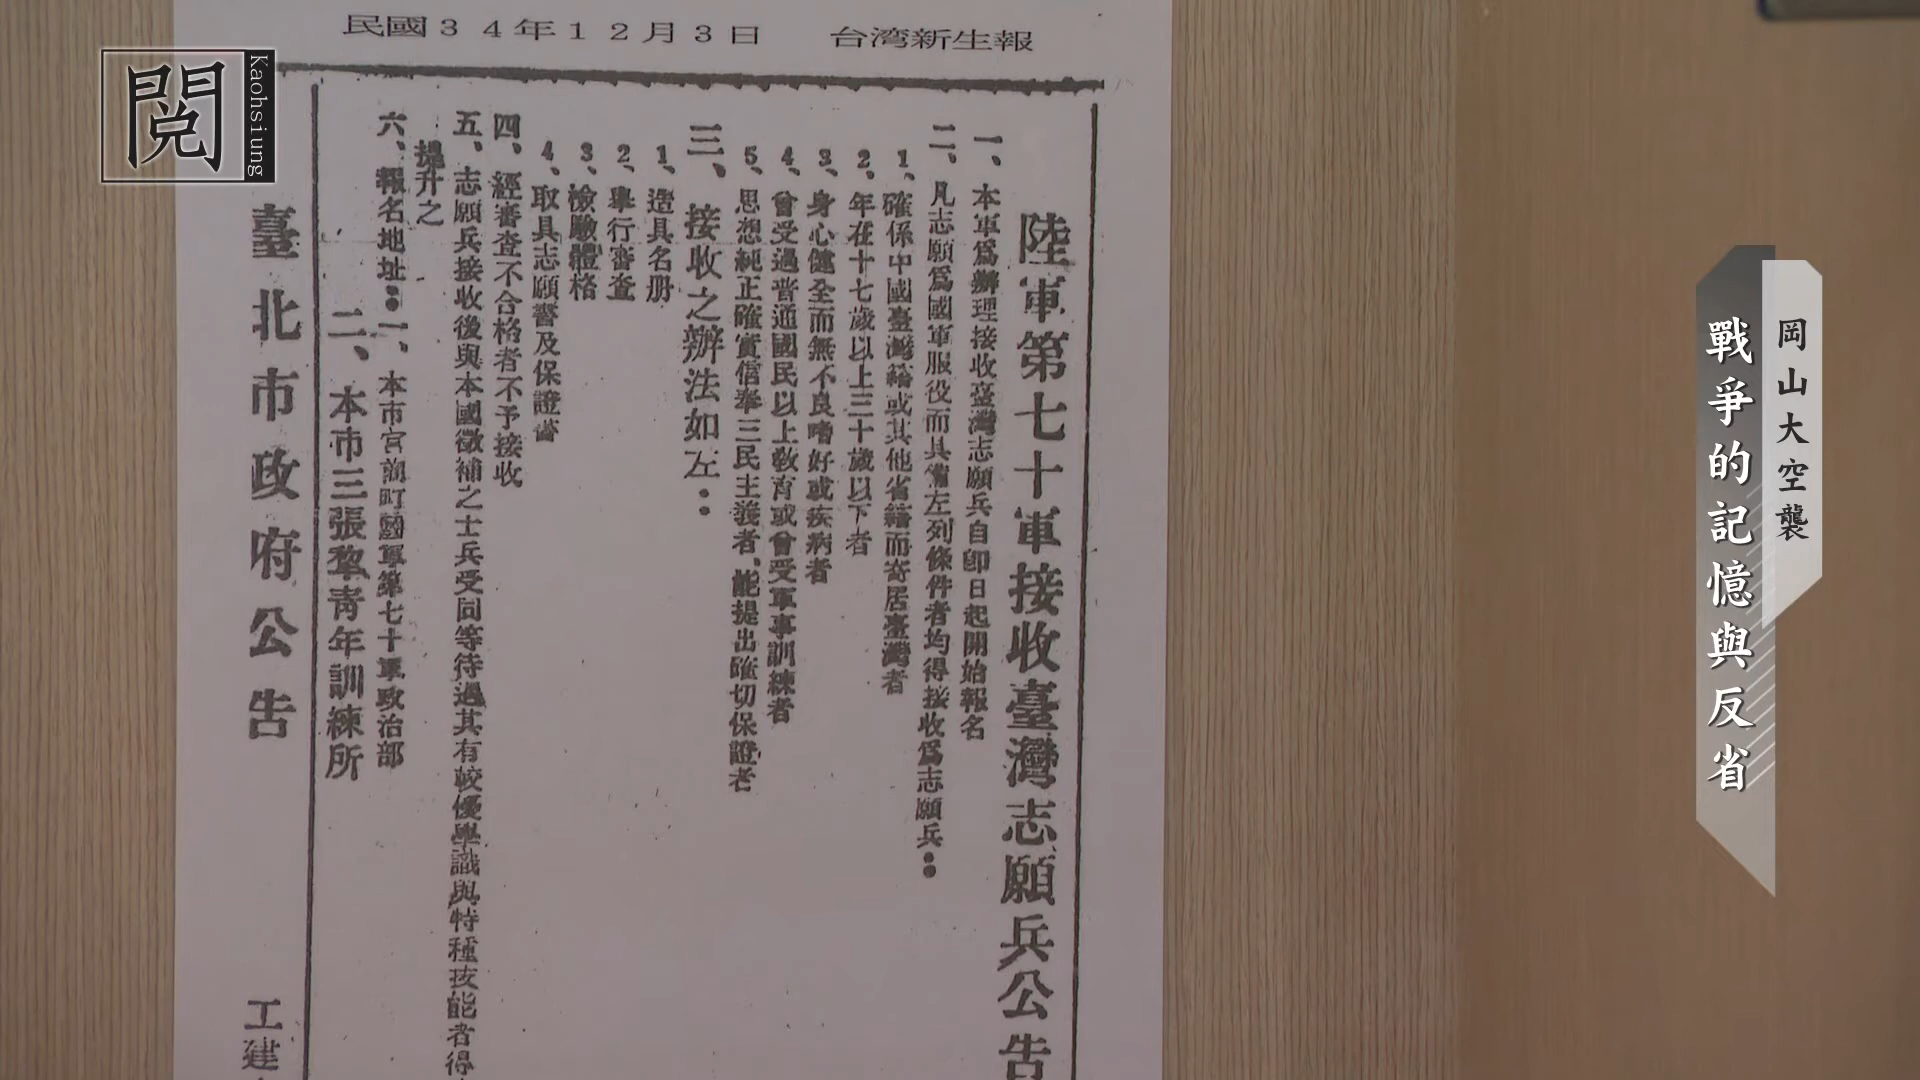 民國34年12月3日 台湾新生報
閱
Kaohsiung
岡山大空襲
戰爭的記憶與反省
陸軍第七十軍接收臺灣志願兵公告
一、本軍爲辦理接收臺灣志願兵自卽日起開始報名
二、凡志願爲國軍服役而具備左列條件者均得接收爲志願兵：
1、確係中國臺灣籍或其他省籍而寄居臺灣者
2、年在十七歲以上三十歲以下者
3、身心健全而無不良嗜好或疾病者
4、曾受過普通國民以上敎育或曾受軍事訓練者
5、思想純正確實信奉三民主義者、能提出確切保證者
三、接收之辦法如左：
1、造具名册
2、舉行審查
3、檢驗體格
4、取具志願書及保證書
四、經審查不合格者不予接收
五、志願兵接收後與本國徵補之士兵受同等待遇其有較優學識與特種技能者得
提升之
六、報名地址：一、本市宮前町國軍第七十軍政治部
二、本市三張犂青年訓練所
臺北市政府公告
工建